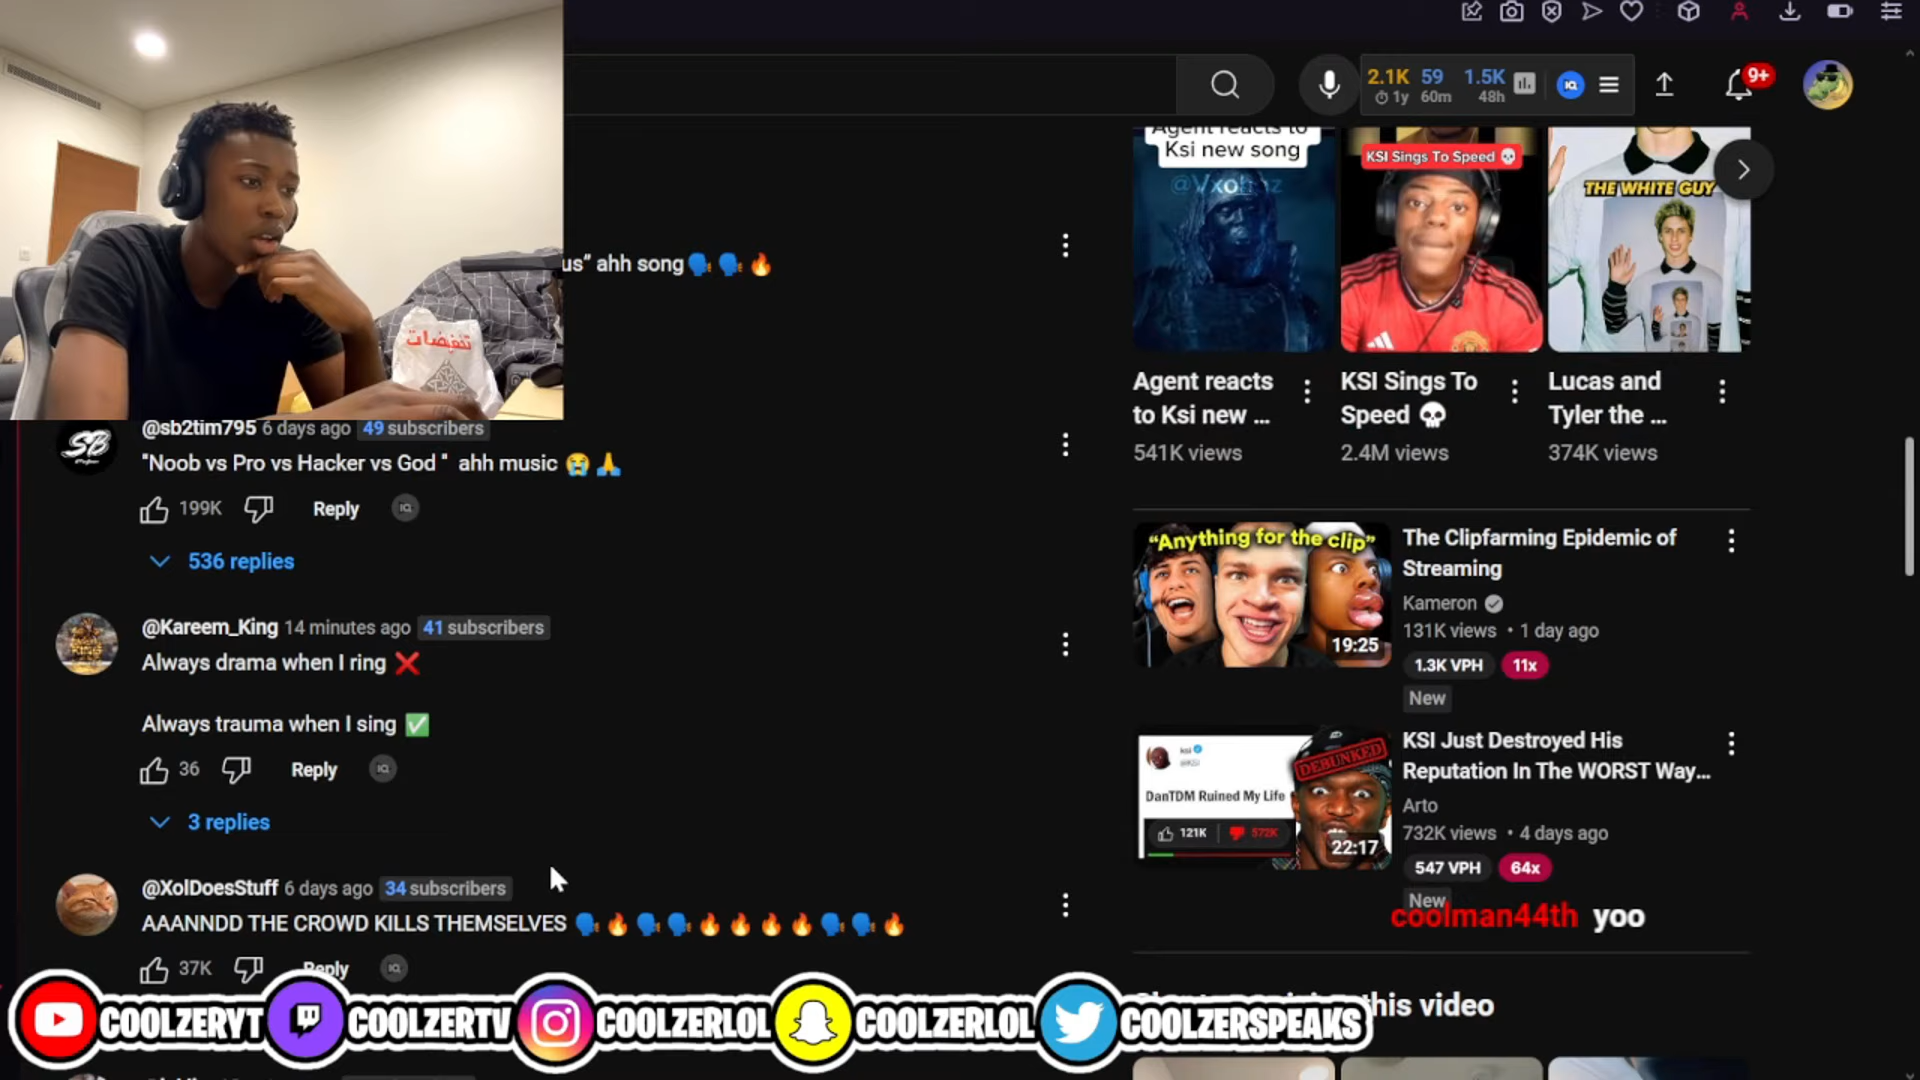 2.1K 59 1.5K
1y 60m 48h
9+
Ksi new song
KSI Sings To Speed 💀
THE WHITE GUY
us” ahh song🗣️🗣️🔥
تنفيضات
Agent reacts
to Ksi new ...
541K views
KSI Sings To
Speed 💀
2.4M views
Lucas and
Tyler the ...
374K views
@sb2tim795 6 days ago 49 subscribers
"Noob vs Pro vs Hacker vs God " ahh music 😭🙏
199K Reply
536 replies
@Kareem_King 14 minutes ago 41 subscribers
Always drama when I ring ❌
Always trauma when I sing ✅
36 Reply
3 replies
@XolDoesStuff 6 days ago 34 subscribers
AAANNDD THE CROWD KILLS THEMSELVES 🗣️🔥🗣️🗣️🔥🔥🔥🔥🗣️🗣️🔥
37K Reply
“Anything for the clip”
19:25
The Clipfarming Epidemic of
Streaming
Kameron
131K views • 1 day ago
1.3K VPH 11x
New
ksi
@KSI
DEBUNKED
DanTDM Ruined My Life
121K 572K
22:17
KSI Just Destroyed His
Reputation In The WORST Way...
Arto
732K views • 4 days ago
547 VPH 64x
New
coolman44th yoo
this video
COOLZERYT COOLZERTV COOLZERLOL COOLZERLOL COOLZERSPEAKS